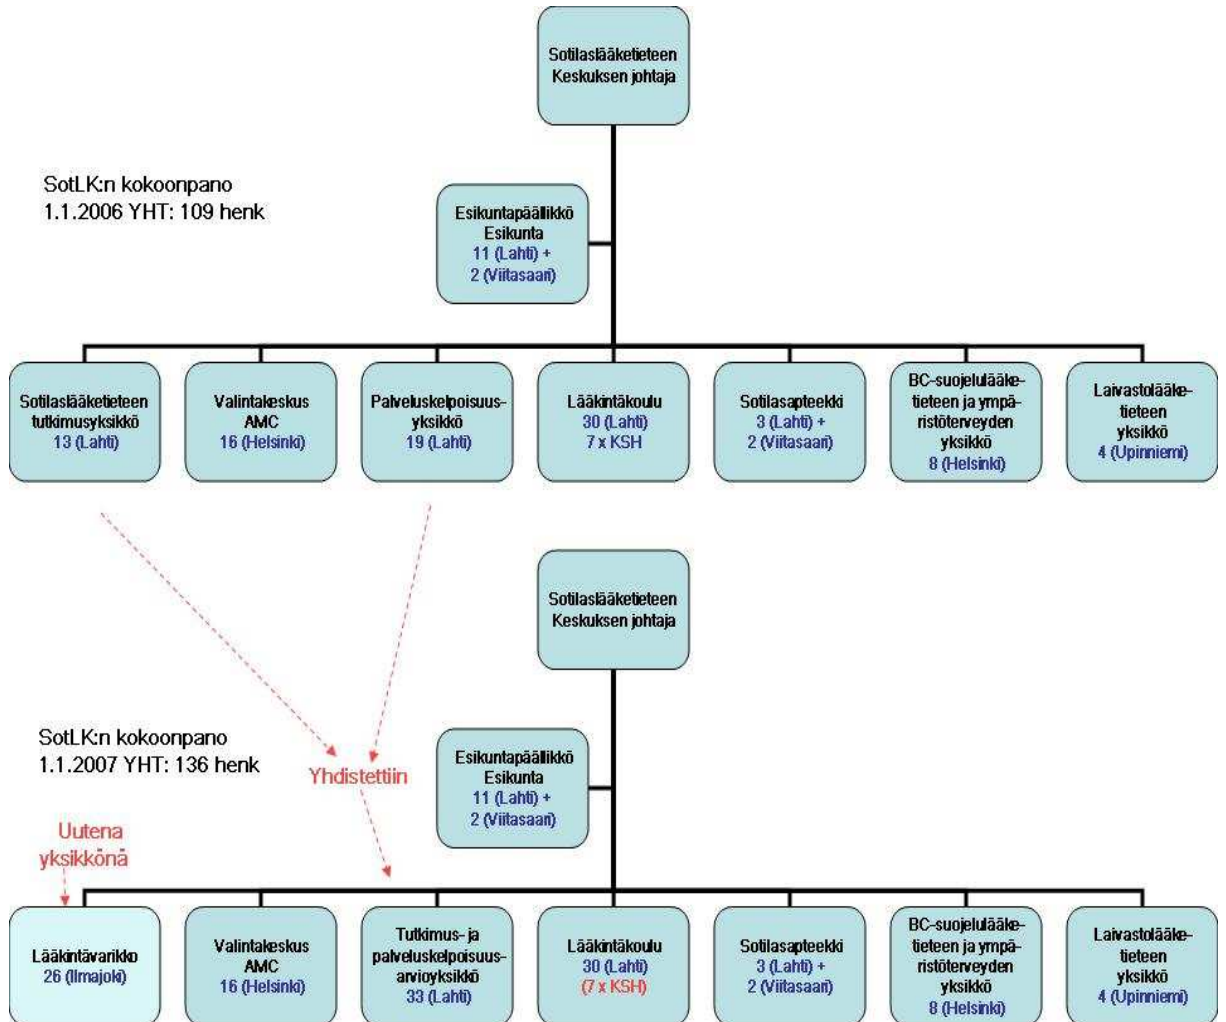 Sotilaslääketieteen
Keskuksen johtaja
SotLK:n kokoonpano
1.1.2006 YHT: 109 henk
Esikuntapäällikkö
Esikunta
11 (Lahti) +
2 (Viitasaari)
Sotilaslääketieteen
tutkimusyksikkö
13 (Lahti)
Valintakeskus
AMC
16 (Helsinki)
Palveluskelpoisuus-
yksikkö
19 (Lahti)
Lääkintäkoulu
30 (Lahti)
7 x KSH
Sotilasapteekki
3 (Lahti) +
2 (Viitasaari)
BC-suojelulääke-
tieteen ja ympä-
ristöterveyden
yksikkö
8 (Helsinki)
Laivastolääke-
tieteen
yksikkö
4 (Upinniemi)
Sotilaslääketieteen
Keskuksen johtaja
SotLK:n kokoonpano
1.1.2007 YHT: 136 henk
Yhdistettiin
Esikuntapäällikkö
Esikunta
11 (Lahti) +
2 (Viitasaari)
Uutena
yksikkönä
Lääkintävarikko
26 (Ilmajoki)
Valintakeskus
AMC
16 (Helsinki)
Tutkimus- ja
palveluskelpoisuus-
arvioyksikkö
33 (Lahti)
Lääkintäkoulu
30 (Lahti)
(7 x KSH)
Sotilasapteekki
3 (Lahti) +
2 (Viitasaari)
BC-suojelulääke-
tieteen ja ympä-
ristöterveyden
yksikkö
8 (Helsinki)
Laivastolääke-
tieteen
yksikkö
4 (Upinniemi)